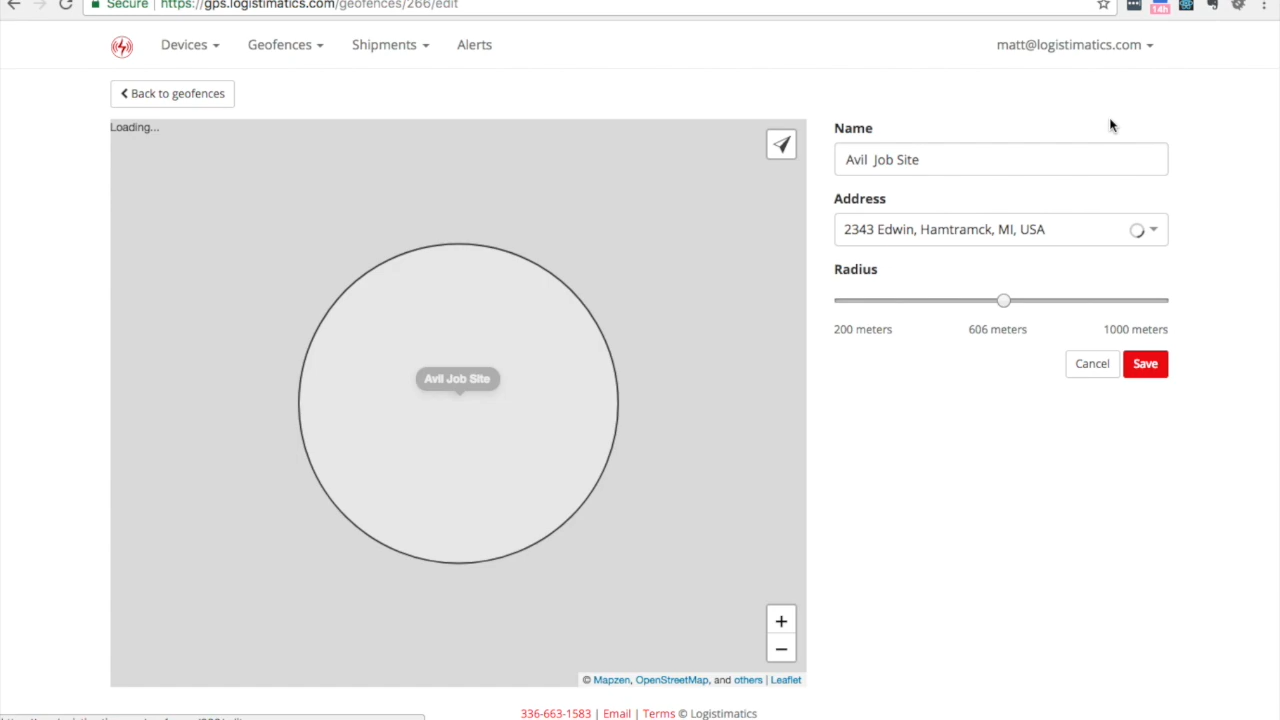 Secure https://gps.logistimatics.com/geofences/266/edit
14h
Devices
Geofences
Shipments
Alerts
matt@logistimatics.com
Back to geofences
Loading...
Name
Avil  Job Site
Address
2343 Edwin, Hamtramck, MI, USA
Radius
200 meters
606 meters
1000 meters
Cancel
Save
Avil Job Site
+
−
© Mapzen, OpenStreetMap, and others | Leaflet
336-663-1583 | Email | Terms © Logistimatics